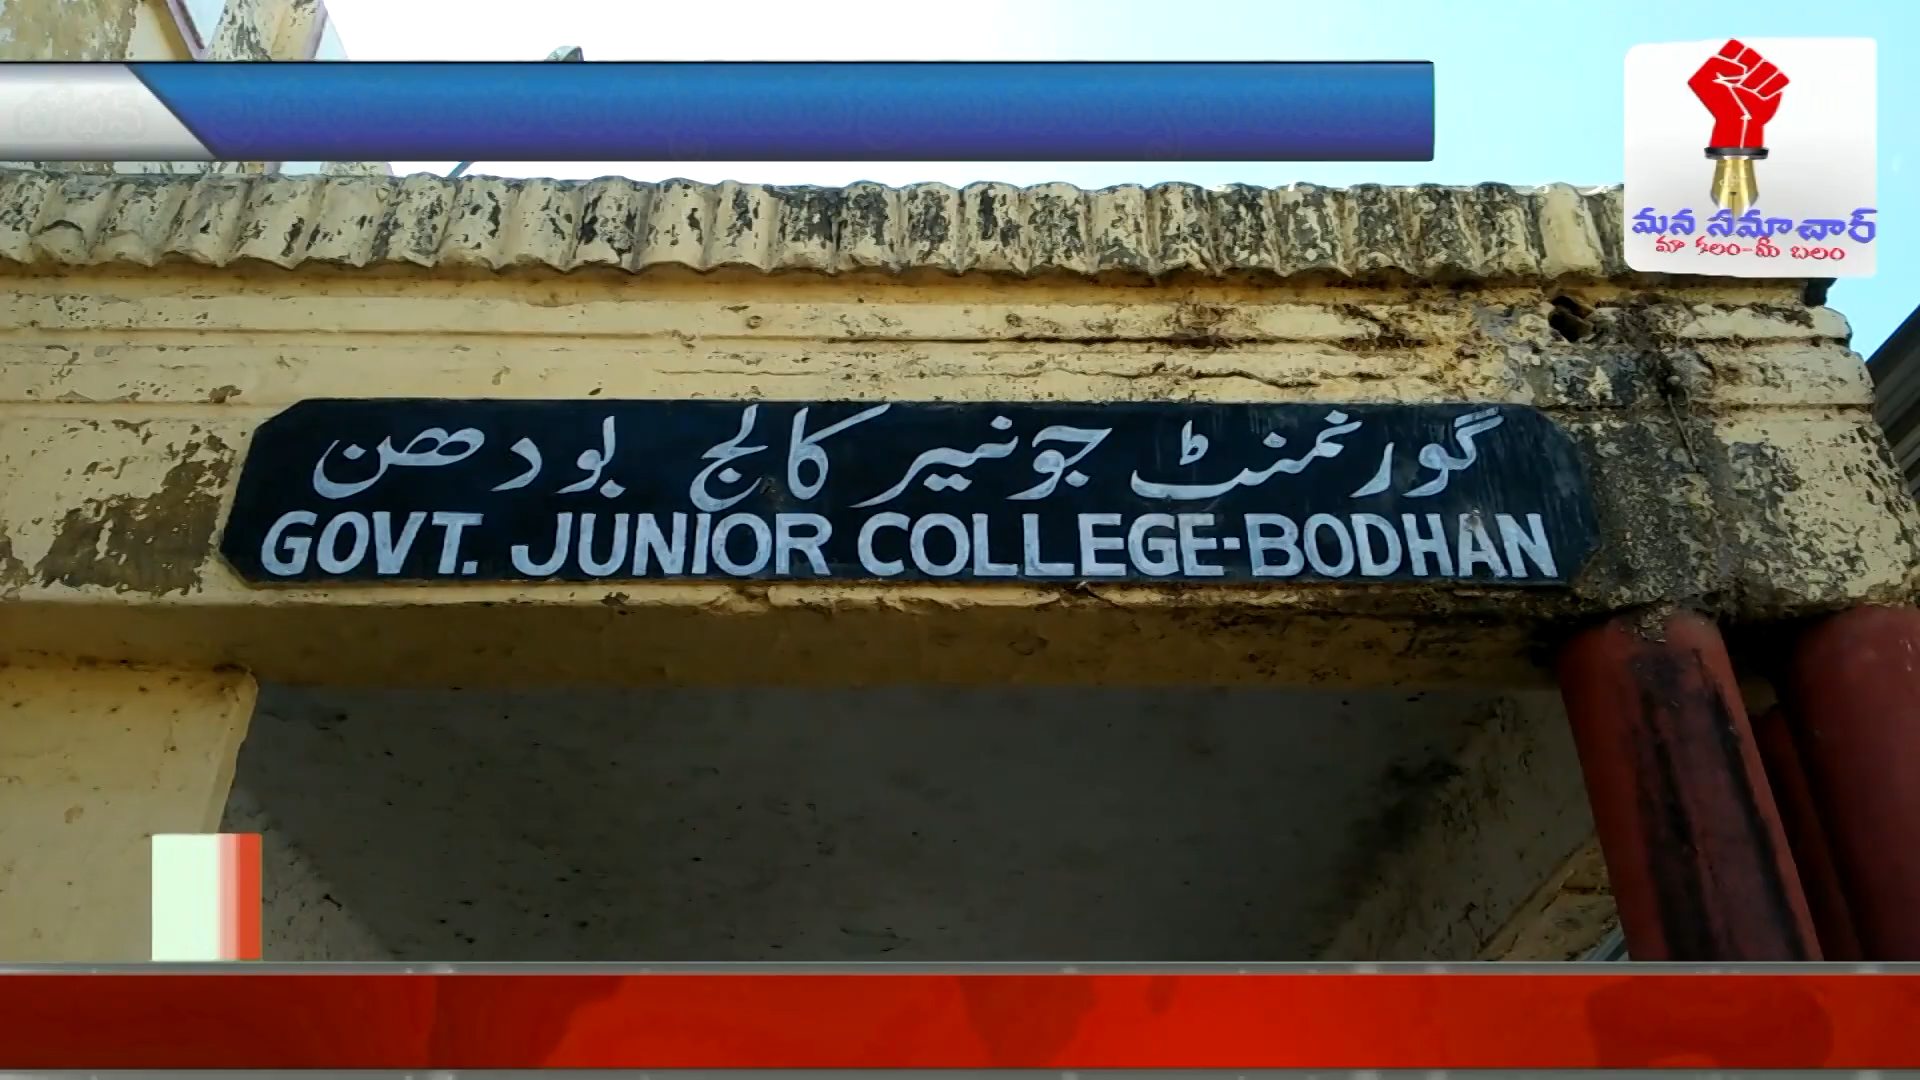 మన సమాచార్
మా కలం-మీ బలం
گورنمنٹ جونیر کالج بودھن
GOVT. JUNIOR COLLEGE-BODHAN